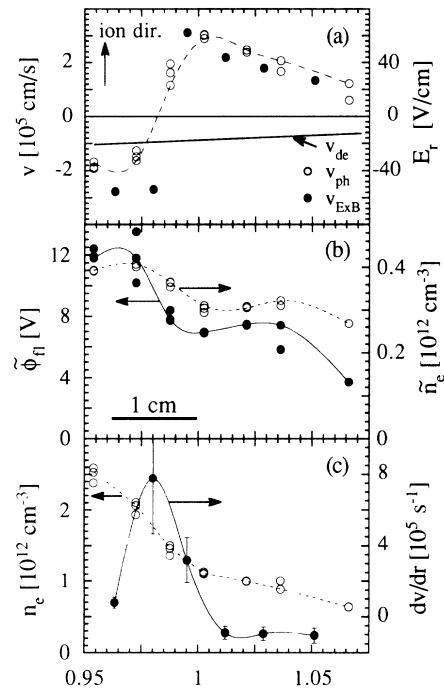 ion dir.
(a)
v [10⁵ cm/s]
2
0
-2
E_r [V/cm]
40
0
-40
v_de
v_ph
v_ExB
(b)
φ̃_fl [V]
12
8
4
0
ñ_e [10¹² cm⁻³]
0.4
0.2
0
1 cm
(c)
n_e [10¹² cm⁻³]
2
1
0
dv/dr [10⁵ s⁻¹]
8
4
0
0.95 1 1.05